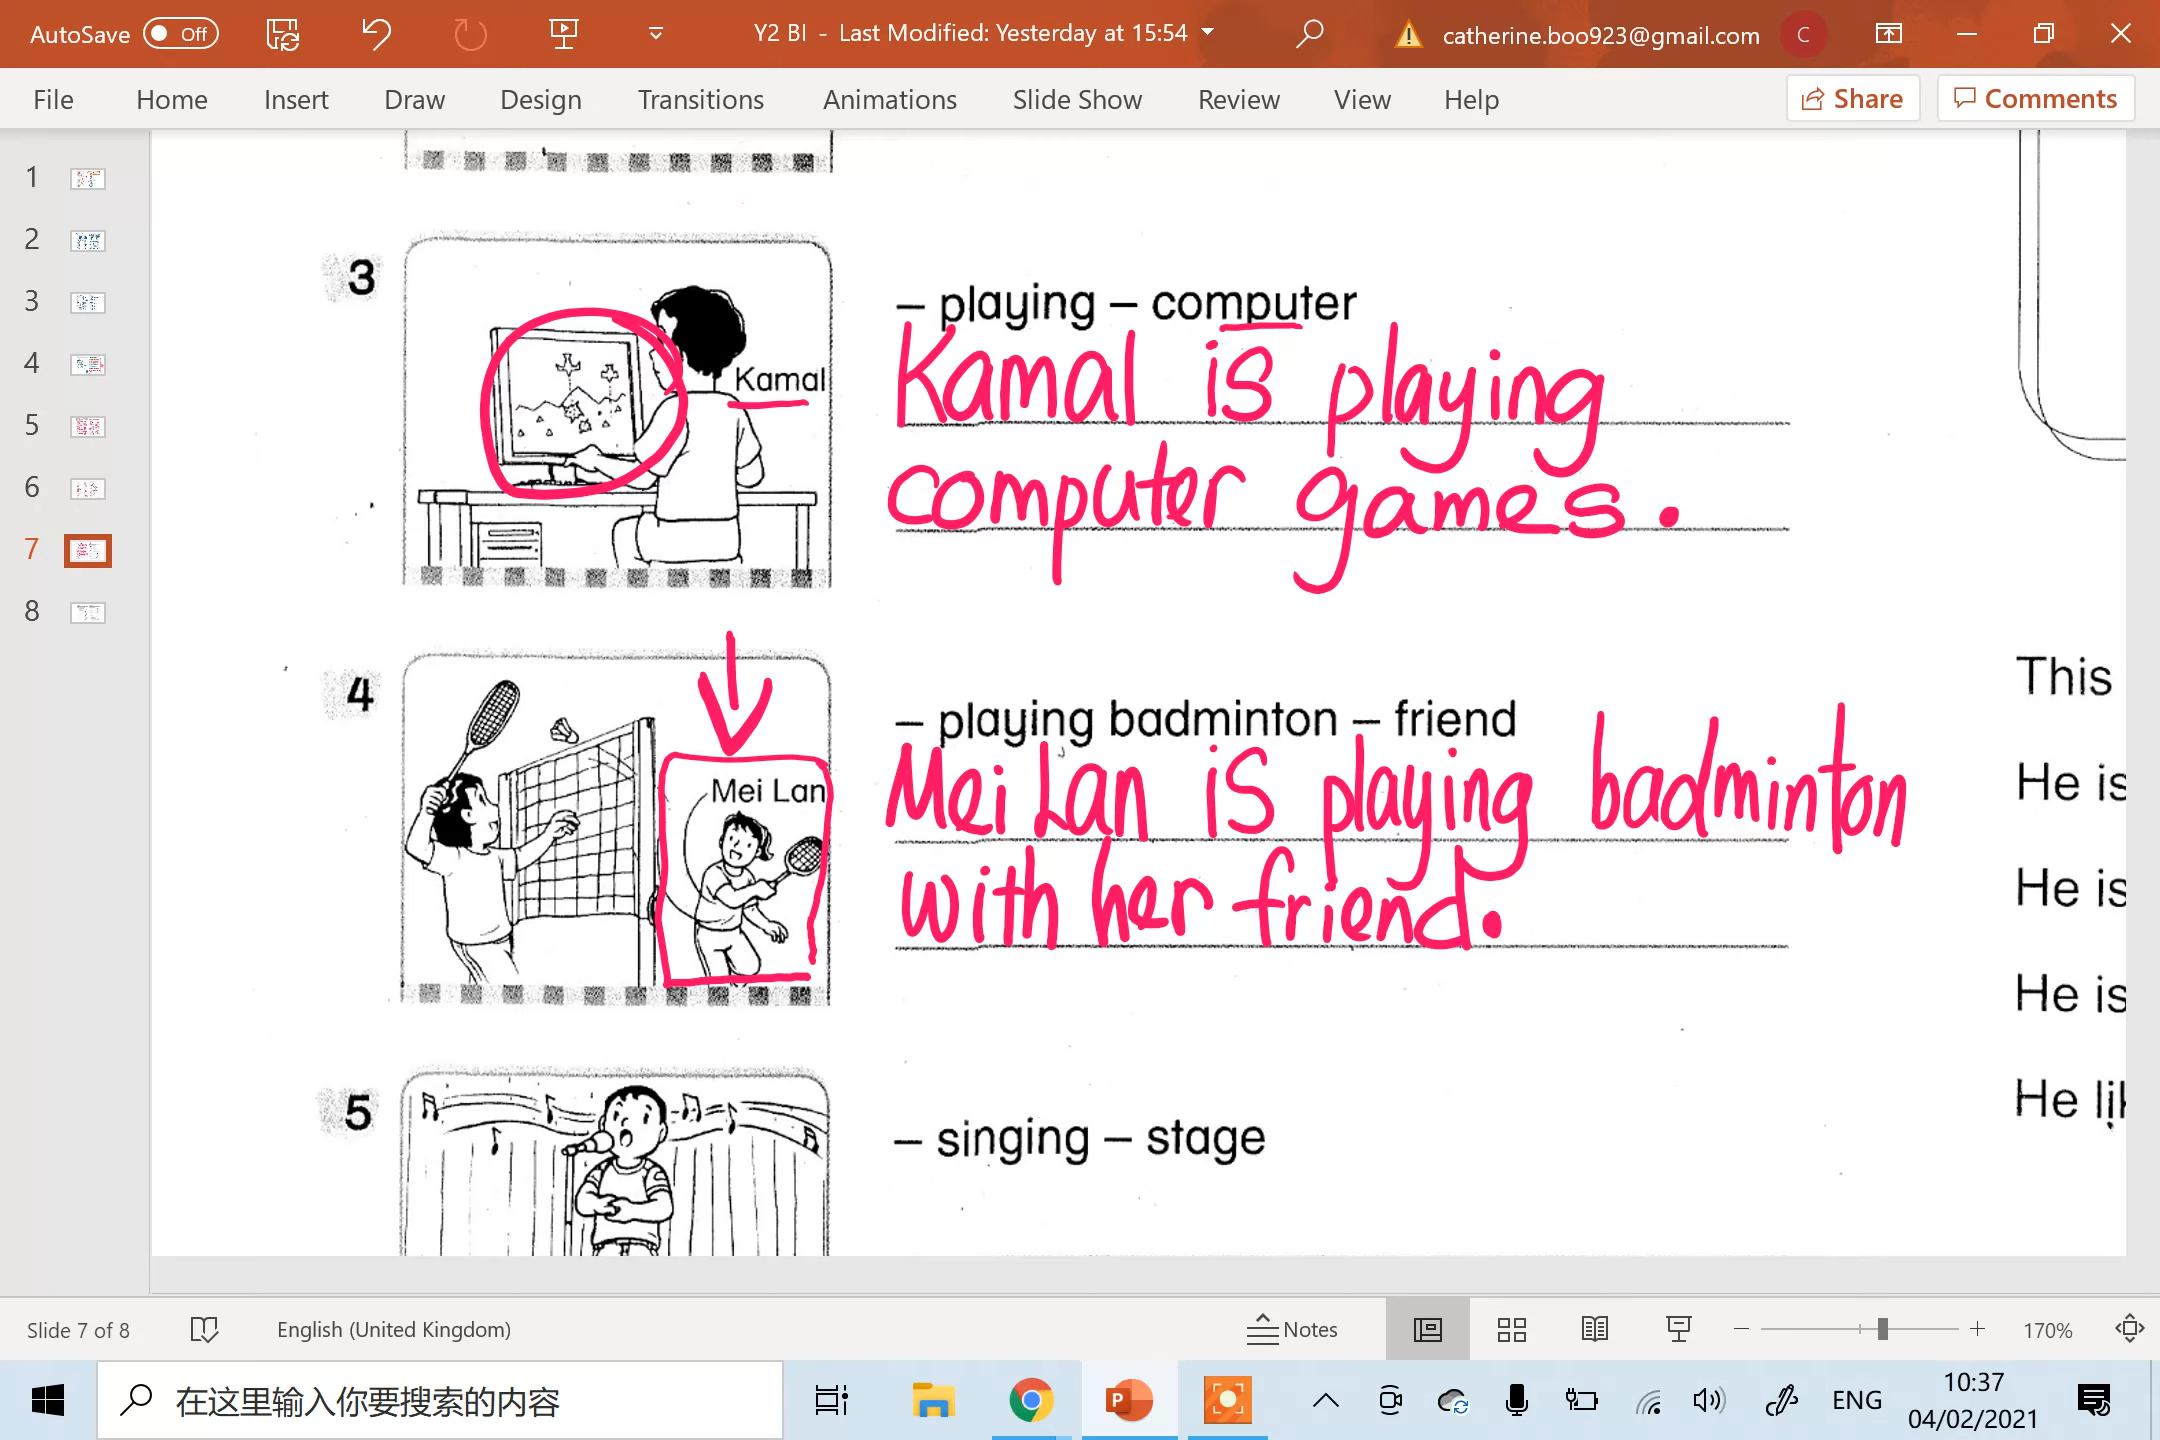 AutoSave Off Y2 BI - Last Modified: Yesterday at 15:54 catherine.boo923@gmail.com C
File Home Insert Draw Design Transitions Animations Slide Show Review View Help Share Comments
1
2
3
4
5
6
7
8
3
Kamal
– playing – computer
Kamal is playing
computer games.
4
Mei Lan
– playing badminton – friend
Mei Lan is playing badminton
with her friend.
5
– singing – stage
This
He is
He is
He is
He lik
Slide 7 of 8 English (United Kingdom) Notes 170%
在这里输入你要搜索的内容 ENG 10:37
04/02/2021